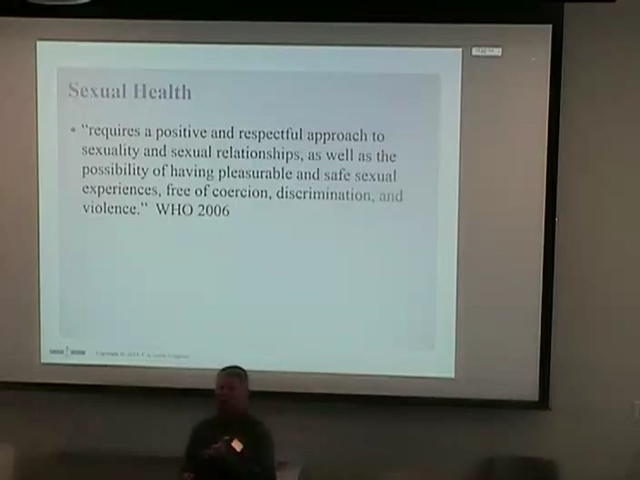 Sexual Health
• "requires a positive and respectful approach to
sexuality and sexual relationships, as well as the
possibility of having pleasurable and safe sexual
experiences, free of coercion, discrimination, and
violence." WHO 2006